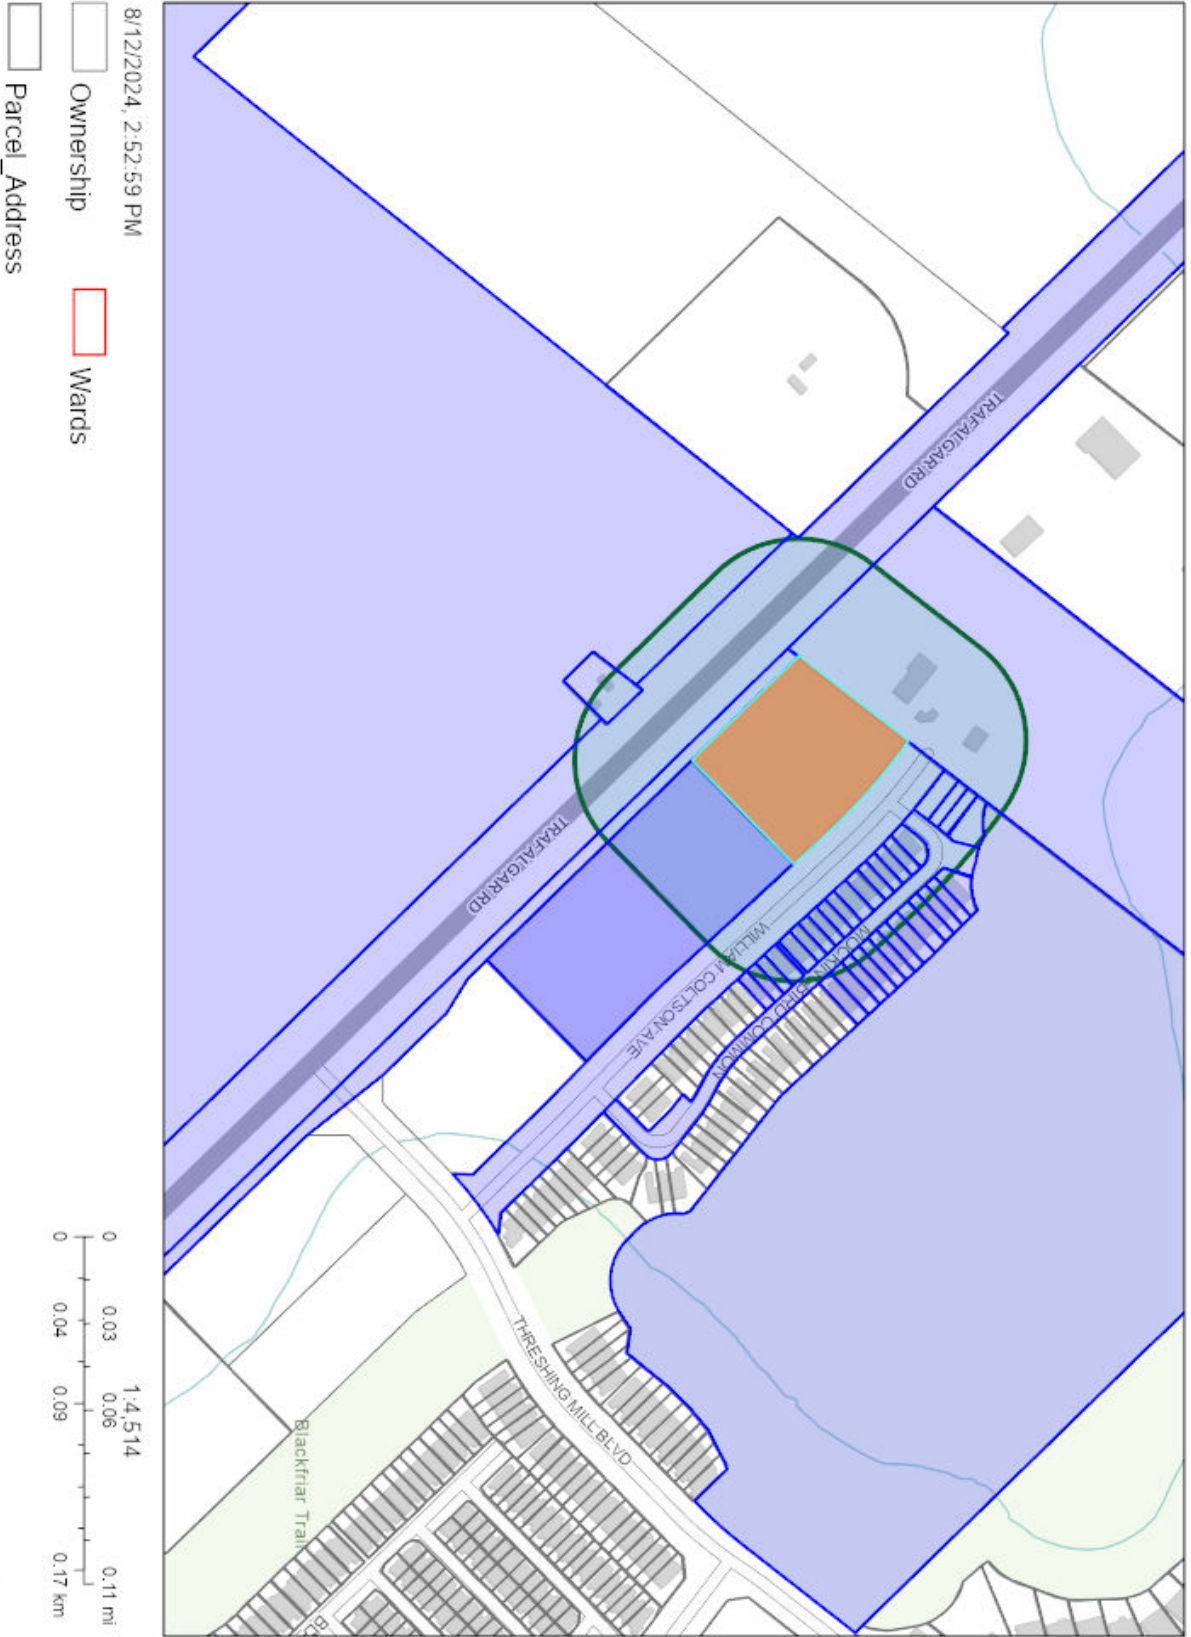 TRAFALGAR RD
TRAFALGAR RD
WILLIAM COLTSON AVE
MOCKINGBIRD COMMON
THRESHING MILL BLVD
Blackfriar Trail
8/12/2024, 2:52:59 PM
Ownership
Wards
Parcel_Address
1:4,514
0 0.03 0.06 0.11 mi
0 0.04 0.09 0.17 km